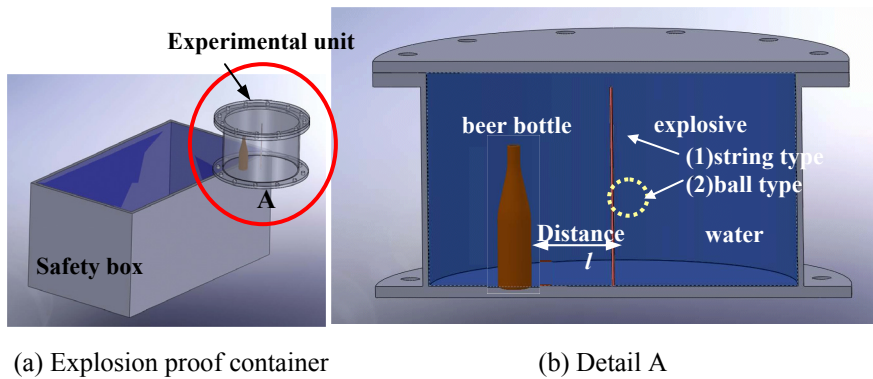 Experimental unit
A
Safety box
beer bottle
explosive
(1)string type
(2)ball type
Distance
l
water
(a) Explosion proof container
(b) Detail A